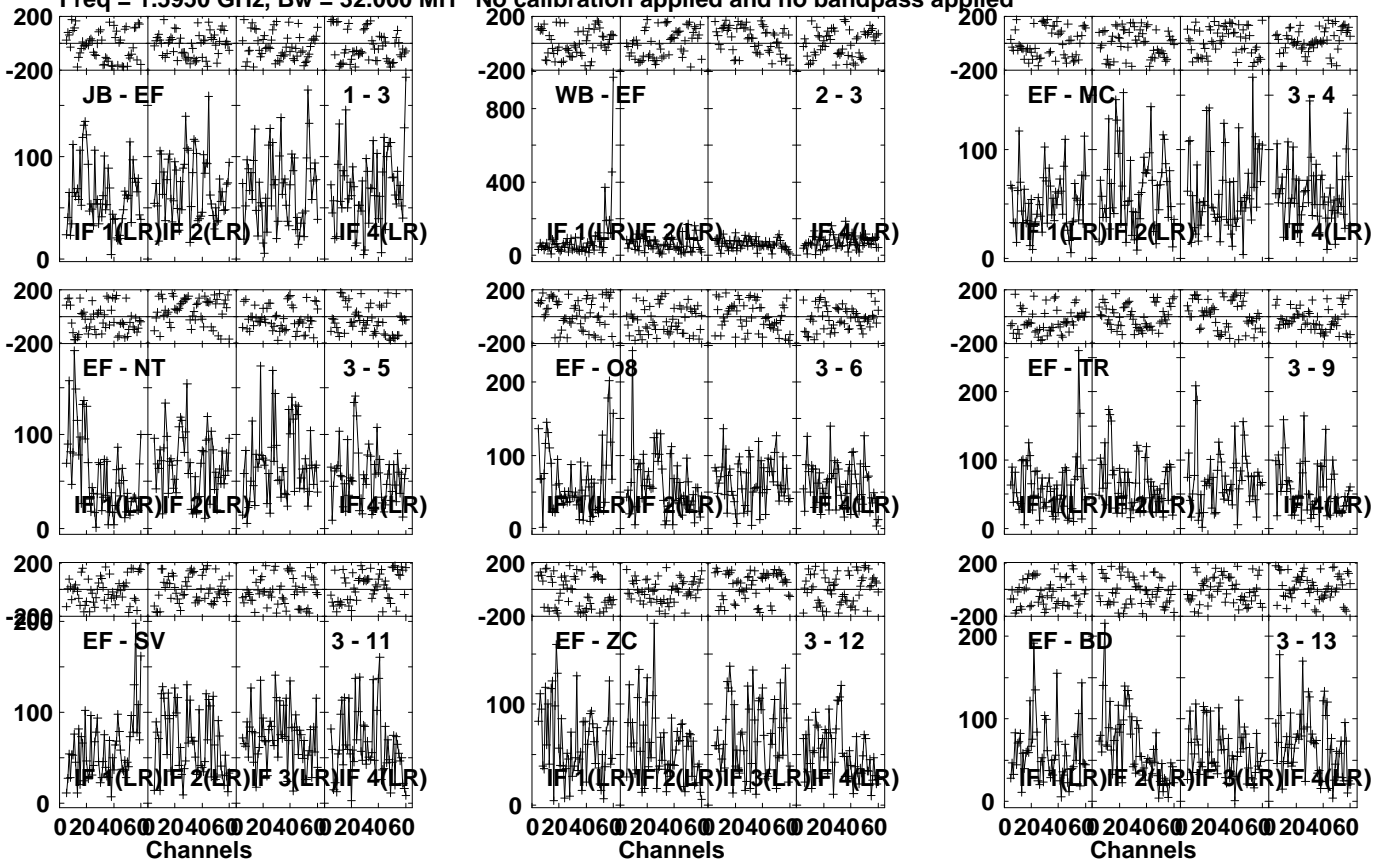 Freq = 1.5950 GHz, Bw = 32.000 MH No calibration applied and no bandpass applied
200
-200
JB - EF 1 - 3
100
0
IF 1(LR) IF 2(LR) IF 4(LR)
WB - EF 2 - 3
800
400
0
IF 1(LR) IF 2(LR) IF 4(LR)
EF - MC 3 - 4
100
0
IF 1(LR) IF 2(LR) IF 4(LR)
200
-200
EF - NT 3 - 5
100
0
IF 1(LR) IF 2(LR) IF 4(LR)
EF - O8 3 - 6
200
100
0
IF 1(LR) IF 2(LR) IF 4(LR)
EF - TR 3 - 9
200
100
0
IF 1(LR) IF 2(LR) IF 4(LR)
200
-200
200
EF - SV 3 - 11
100
0
IF 1(LR) IF 2(LR) IF 3(LR) IF 4(LR)
0 20 40 60 0 20 40 60 0 20 40 60 0 20 40 60
Channels
200
-200
EF - ZC 3 - 12
100
0
IF 1(LR) IF 2(LR) IF 3(LR) IF 4(LR)
0 20 40 60 0 20 40 60 0 20 40 60 0 20 40 60
Channels
200
-200
EF - BD 3 - 13
200
100
0
IF 1(LR) IF 2(LR) IF 3(LR) IF 4(LR)
0 20 40 60 0 20 40 60 0 20 40 60 0 20 40 60
Channels